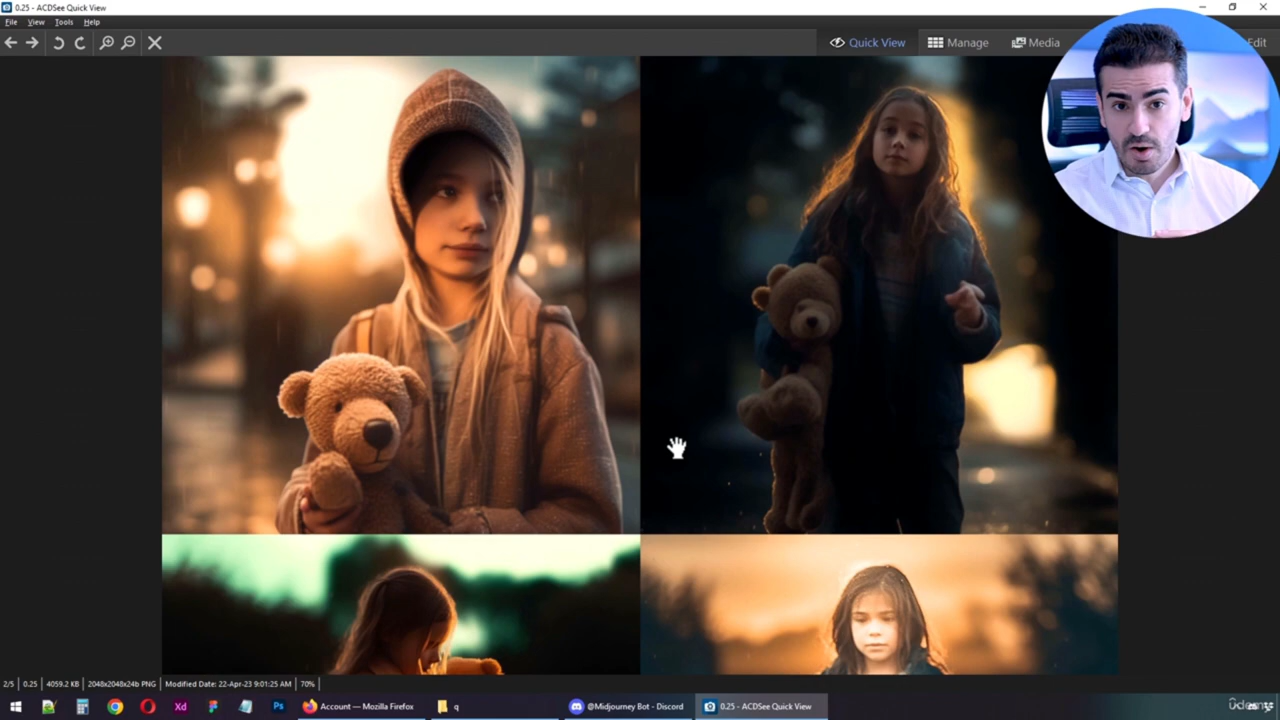 0.25 - ACDSee Quick View
File View Tools Help
Quick View Manage Media Edit
2/5 0.25 4059.2 KB 2048x2048x24b PNG Modified Date: 22-Apr-23 9:01:25 AM 70%
Xd Ps Account — Mozilla Firefox q @Midjourney Bot - Discord 0.25 - ACDSee Quick View